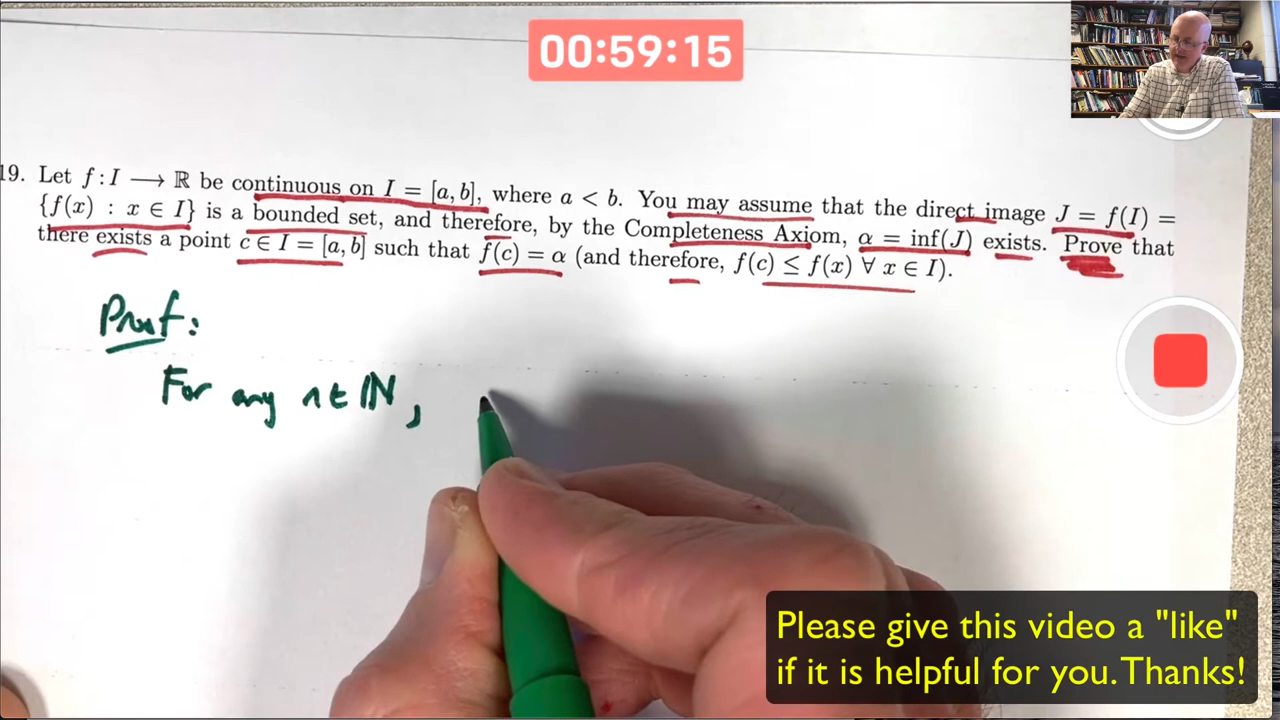 00:59:15
19. Let f : I ⟶ ℝ be continuous on I = [a, b], where a < b. You may assume that the direct image J = f(I) =
{f(x) : x ∈ I} is a bounded set, and therefore, by the Completeness Axiom, α = inf(J) exists. Prove that
there exists a point c ∈ I = [a, b] such that f(c) = α (and therefore, f(c) ≤ f(x) ∀ x ∈ I).
Proof:
For any n ∈ ℕ,
Please give this video a "like"
if it is helpful for you. Thanks!